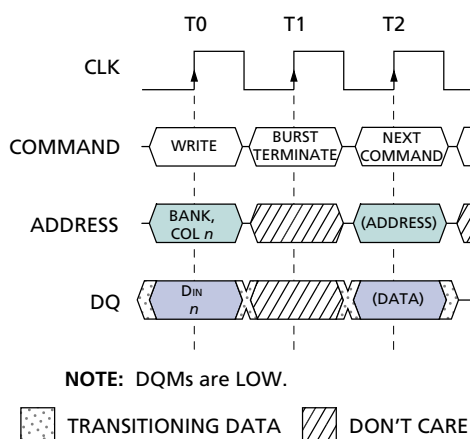 T0 T1 T2
CLK
COMMAND WRITE BURST TERMINATE NEXT COMMAND
ADDRESS BANK, COL n (ADDRESS)
DQ DIN n (DATA)
NOTE: DQMs are LOW.
TRANSITIONING DATA DON'T CARE